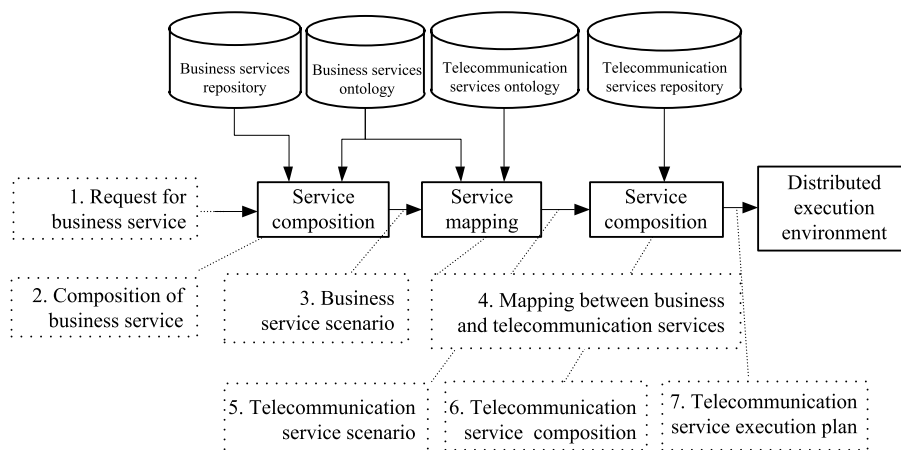 Business services
repository
Business services
ontology
Telecommunication
services ontology
Telecommunication
services repository
1. Request for
business service
Service
composition
Service
mapping
Service
composition
Distributed
execution
environment
2. Composition of
business service
3. Business
service scenario
4. Mapping between business
and telecommunication services
5. Telecommunication
service scenario
6. Telecommunication
service composition
7. Telecommunication
service execution plan